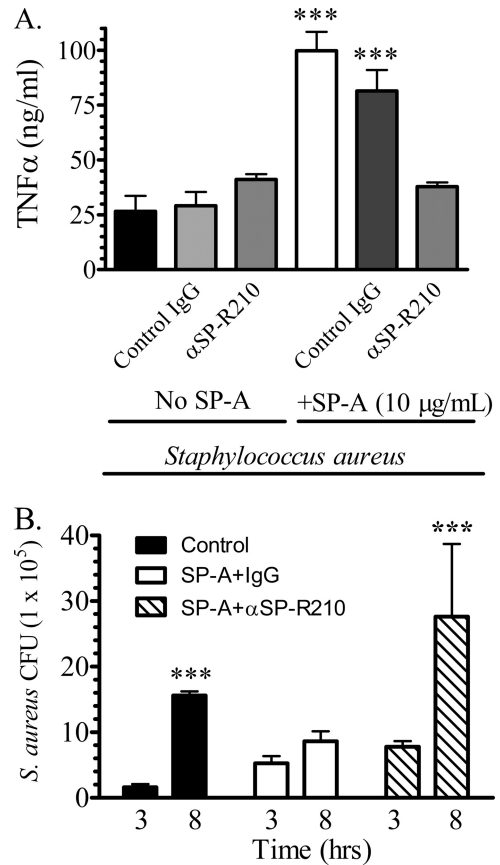 A.
TNFα (ng/ml)
100
75
50
25
0
***
***
Control IgG
αSP-R210
Control IgG
αSP-R210
No SP-A
+SP-A (10 μg/mL)
Staphylococcus aureus
B.
S. aureus CFU (1 x 10⁵)
40
30
20
10
0
Control
SP-A+IgG
SP-A+αSP-R210
***
***
3 8 3 8 3 8
Time (hrs)